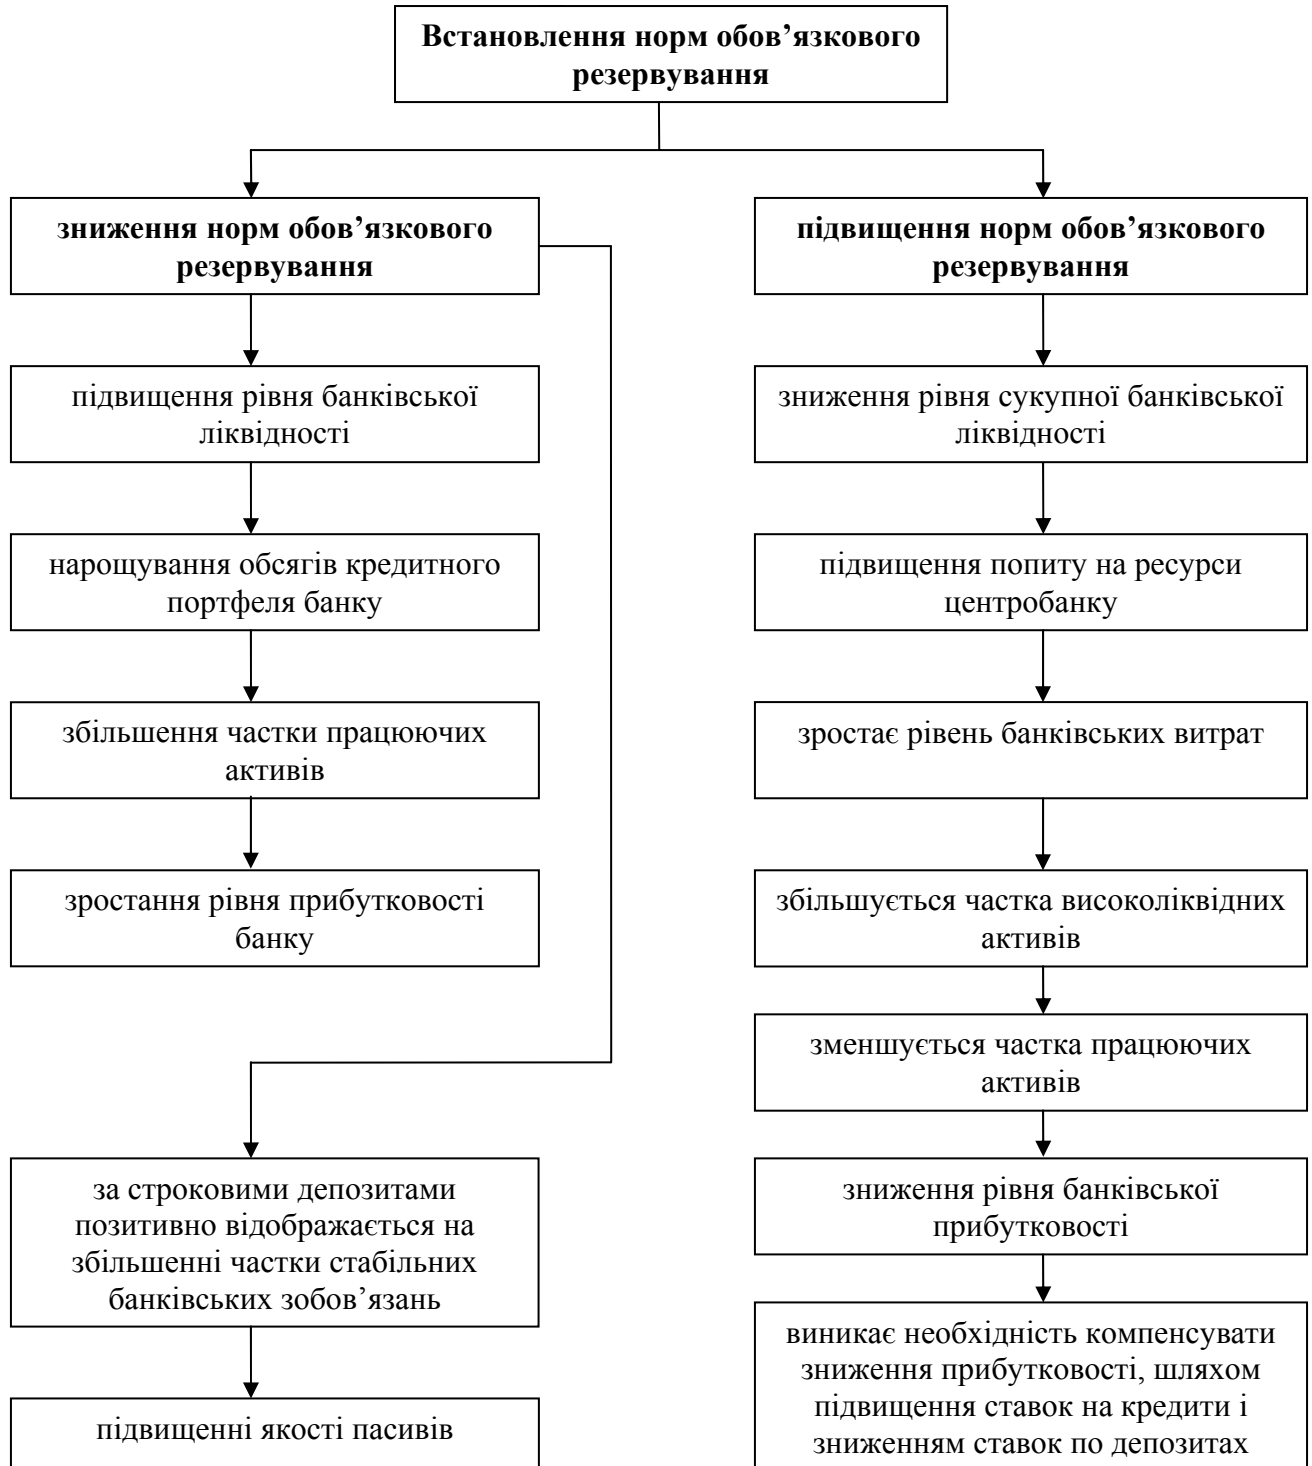 Встановлення норм обов’язкового
резервування
зниження норм обов’язкового
резервування
підвищення норм обов’язкового
резервування
підвищення рівня банківської
ліквідності
зниження рівня сукупної банківської
ліквідності
нарощування обсягів кредитного
портфеля банку
підвищення попиту на ресурси
центробанку
збільшення частки працюючих
активів
зростає рівень банківських витрат
зростання рівня прибутковості
банку
збільшується частка високоліквідних
активів
зменшується частка працюючих
активів
за строковими депозитами
позитивно відображається на
збільшенні частки стабільних
банківських зобов’язань
зниження рівня банківської
прибутковості
підвищенні якості пасивів
виникає необхідність компенсувати
зниження прибутковості, шляхом
підвищення ставок на кредити і
зниженням ставок по депозитах